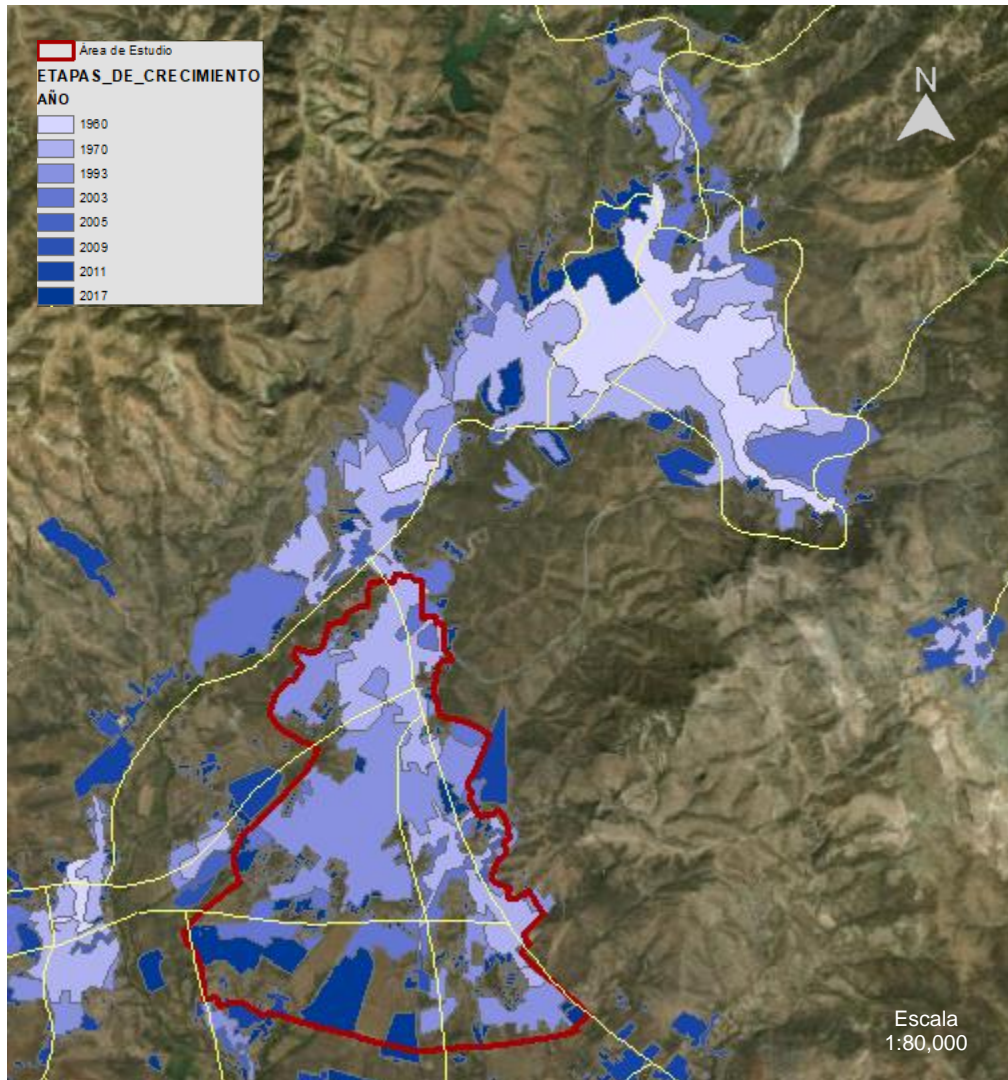 Área de Estudio
ETAPAS_DE_CRECIMIENTO
AÑO
1960
1970
1993
2003
2005
2009
2011
2017
N
Escala
1:80,000